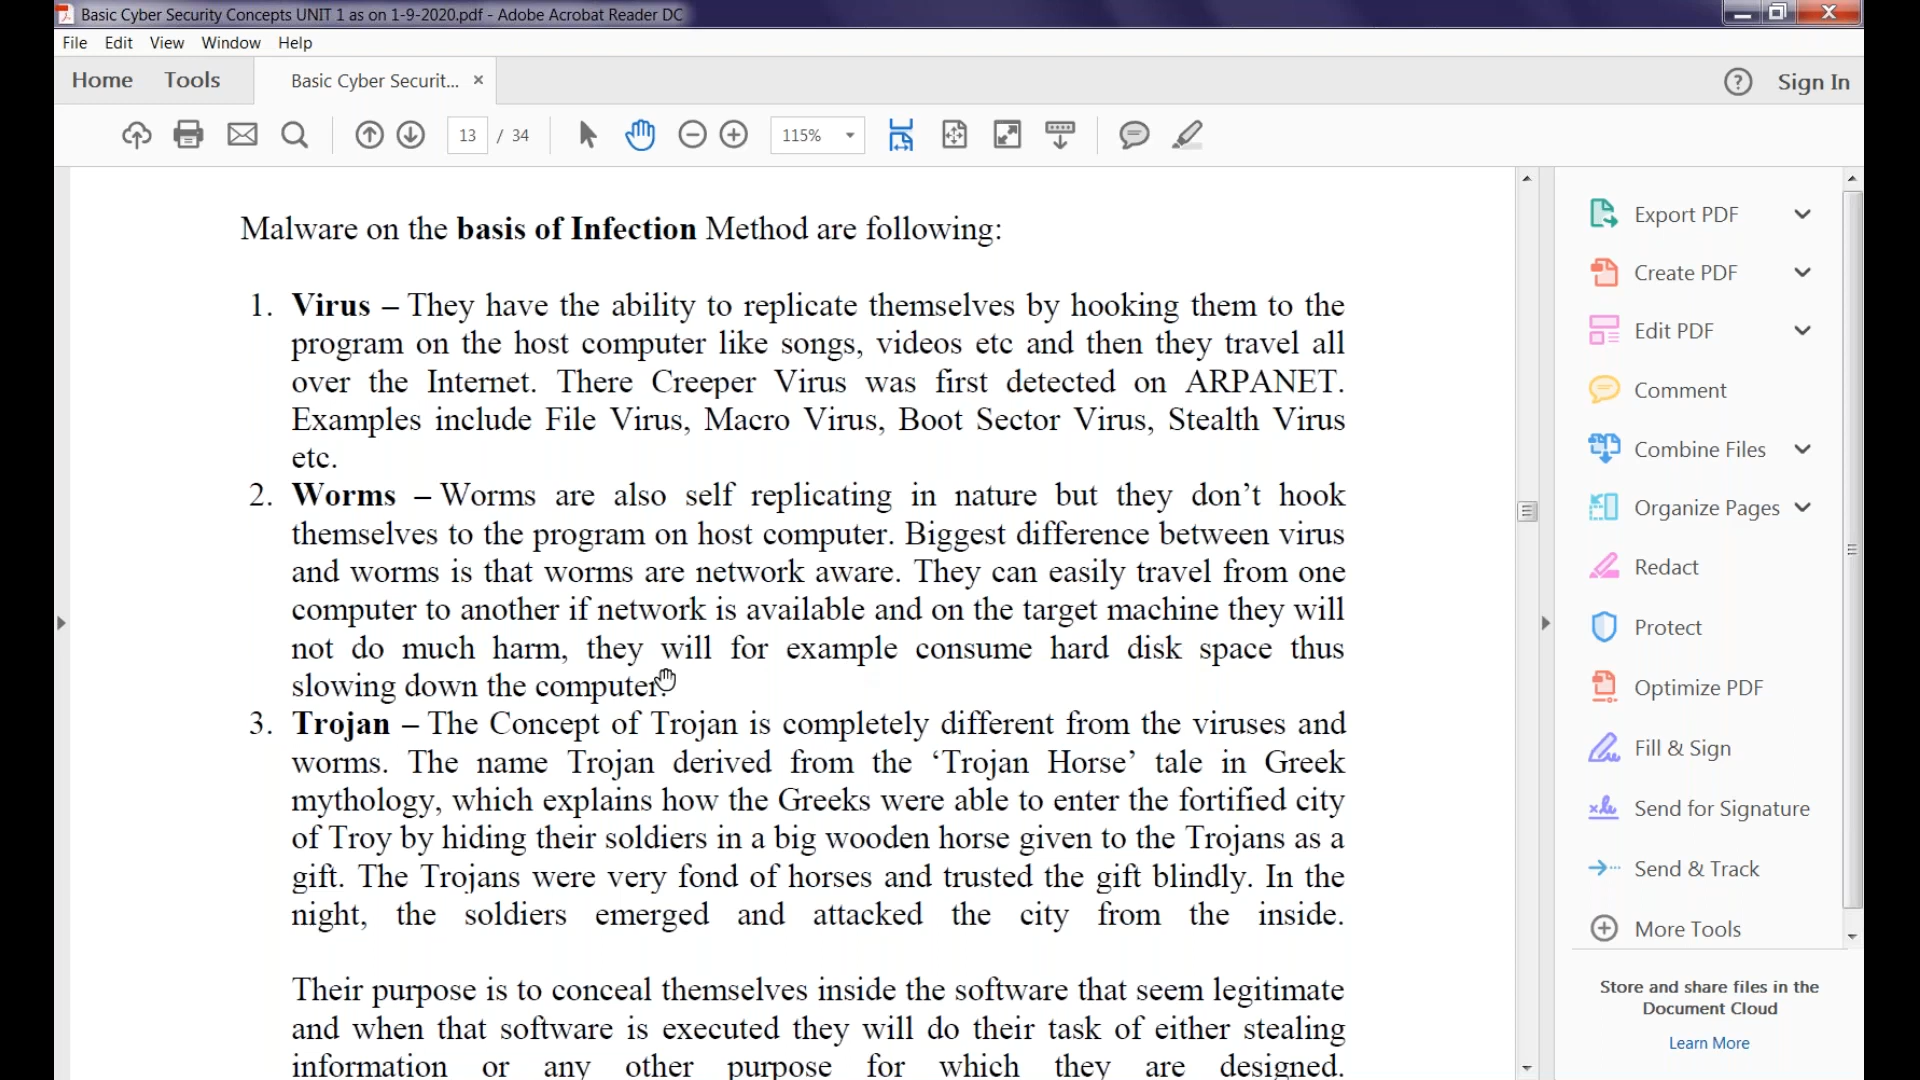 Basic Cyber Security Concepts UNIT 1 as on 1-9-2020.pdf - Adobe Acrobat Reader DC
File Edit View Window Help
Home Tools Basic Cyber Securit... × ? Sign In
13 / 34 115%
Malware on the basis of Infection Method are following:
1. Virus – They have the ability to replicate themselves by hooking them to the
program on the host computer like songs, videos etc and then they travel all
over the Internet. There Creeper Virus was first detected on ARPANET.
Examples include File Virus, Macro Virus, Boot Sector Virus, Stealth Virus
etc.
2. Worms – Worms are also self replicating in nature but they don’t hook
themselves to the program on host computer. Biggest difference between virus
and worms is that worms are network aware. They can easily travel from one
computer to another if network is available and on the target machine they will
not do much harm, they will for example consume hard disk space thus
slowing down the computer.
3. Trojan – The Concept of Trojan is completely different from the viruses and
worms. The name Trojan derived from the ‘Trojan Horse’ tale in Greek
mythology, which explains how the Greeks were able to enter the fortified city
of Troy by hiding their soldiers in a big wooden horse given to the Trojans as a
gift. The Trojans were very fond of horses and trusted the gift blindly. In the
night, the soldiers emerged and attacked the city from the inside.
Their purpose is to conceal themselves inside the software that seem legitimate
and when that software is executed they will do their task of either stealing
information or any other purpose for which they are designed.
Export PDF
Create PDF
Edit PDF
Comment
Combine Files
Organize Pages
Redact
Protect
Optimize PDF
Fill & Sign
Send for Signature
Send & Track
More Tools
Store and share files in the
Document Cloud
Learn More